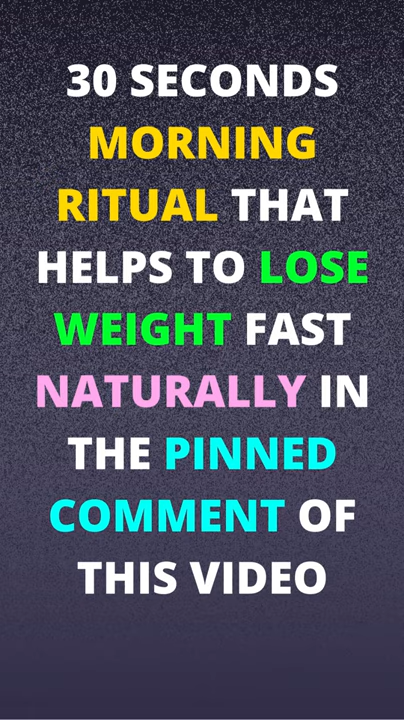 30 SECONDS
MORNING
RITUAL THAT
HELPS TO LOSE
WEIGHT FAST
NATURALLY IN
THE PINNED
COMMENT OF
THIS VIDEO